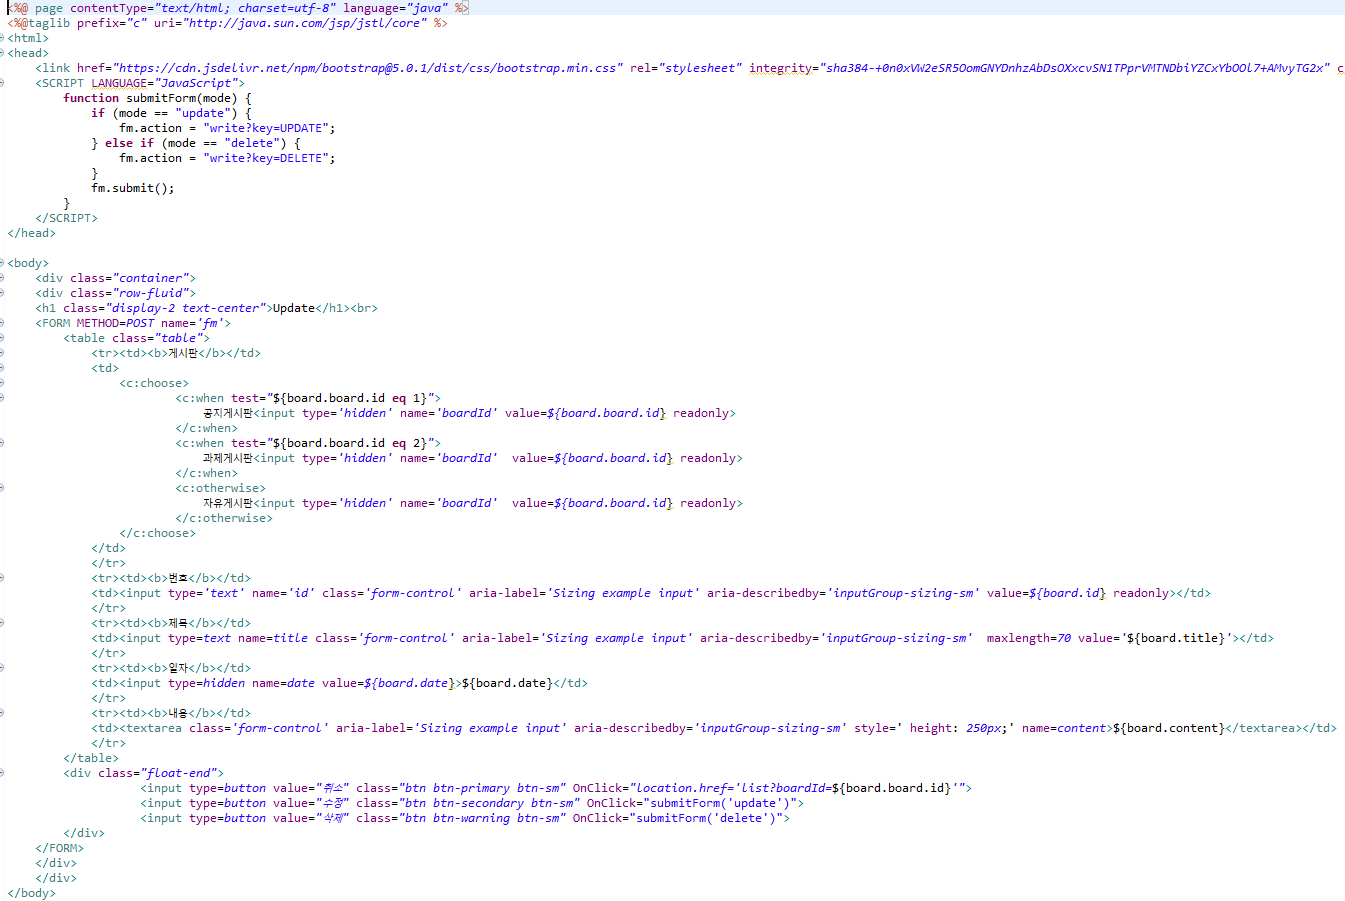 <%@ page contentType="text/html; charset=utf-8" language="java" %>
<%@taglib prefix="c" uri="http://java.sun.com/jsp/jstl/core" %>
<html>
<head>
    <link href="https://cdn.jsdelivr.net/npm/bootstrap@5.0.1/dist/css/bootstrap.min.css" rel="stylesheet" integrity="sha384-+0n0xVW2eSR5OomGNYDnhzAbDsOXxcvSN1TPprVMTNDbiYZCxYbOOl7+AMvyTG2x" c
    <SCRIPT LANGUAGE="JavaScript">
        function submitForm(mode) {
            if (mode == "update") {
                fm.action = "write?key=UPDATE";
            } else if (mode == "delete") {
                fm.action = "write?key=DELETE";
            }
            fm.submit();
        }
    </SCRIPT>
</head>
<body>
    <div class="container">
    <div class="row-fluid">
    <h1 class="display-2 text-center">Update</h1><br>
    <FORM METHOD=POST name='fm'>
        <table class="table">
            <tr><td><b>게시판</b></td>
            <td>
                <c:choose>
                        <c:when test="${board.board.id eq 1}">
                            공지게시판<input type='hidden' name='boardId' value=${board.board.id} readonly>
                        </c:when>
                        <c:when test="${board.board.id eq 2}">
                            과제게시판<input type='hidden' name='boardId'  value=${board.board.id} readonly>
                        </c:when>
                        <c:otherwise>
                            자유게시판<input type='hidden' name='boardId'  value=${board.board.id} readonly>
                        </c:otherwise>
                </c:choose>
            </td>
            </tr>
            <tr><td><b>번호</b></td>
            <td><input type='text' name='id' class='form-control' aria-label='Sizing example input' aria-describedby='inputGroup-sizing-sm' value=${board.id} readonly></td>
            </tr>
            <tr><td><b>제목</b></td>
            <td><input type=text name=title class='form-control' aria-label='Sizing example input' aria-describedby='inputGroup-sizing-sm'  maxlength=70 value='${board.title}'></td>
            </tr>
            <tr><td><b>일자</b></td>
            <td><input type=hidden name=date value=${board.date}>${board.date}</td>
            </tr>
            <tr><td><b>내용</b></td>
            <td><textarea class='form-control' aria-label='Sizing example input' aria-describedby='inputGroup-sizing-sm' style=' height: 250px;' name=content>${board.content}</textarea></td>
            </tr>
        </table>
        <div class="float-end">
                   <input type=button value="취소" class="btn btn-primary btn-sm" OnClick="location.href='list?boardId=${board.board.id}'">
                   <input type=button value="수정" class="btn btn-secondary btn-sm" OnClick="submitForm('update')">
                   <input type=button value="삭제" class="btn btn-warning btn-sm" OnClick="submitForm('delete')">
        </div>
    </FORM>
    </div>
    </div>
</body>